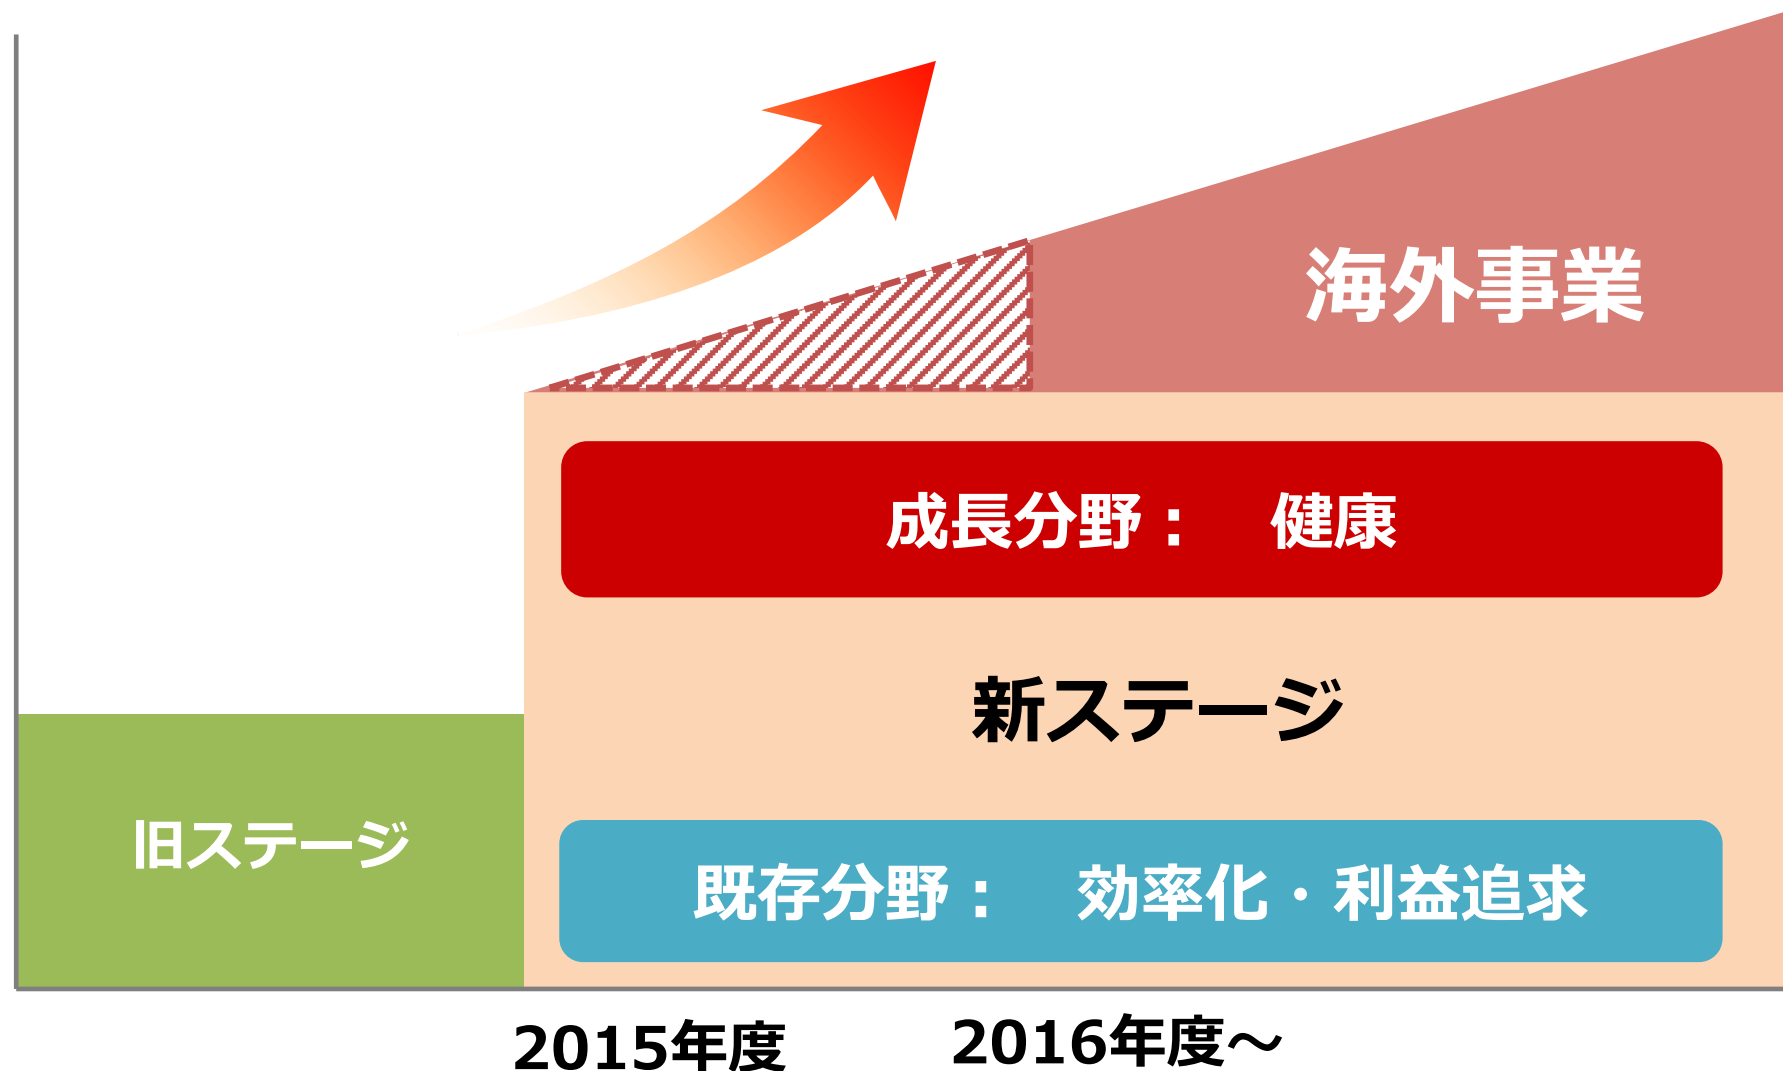 海外事業
成長分野：　健康
新ステージ
旧ステージ
既存分野：　効率化・利益追求
2015年度
2016年度～